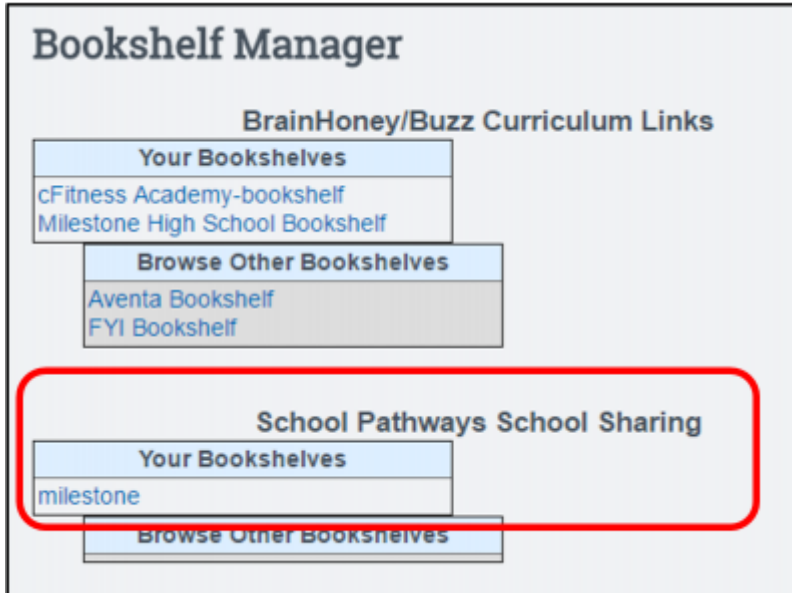 Bookshelf Manager
BrainHoney/Buzz Curriculum Links
Your Bookshelves
cFitness Academy-bookshelf
Milestone High School Bookshelf
Browse Other Bookshelves
Aventa Bookshelf
FYI Bookshelf
School Pathways School Sharing
Your Bookshelves
milestone
Browse Other Bookshelves